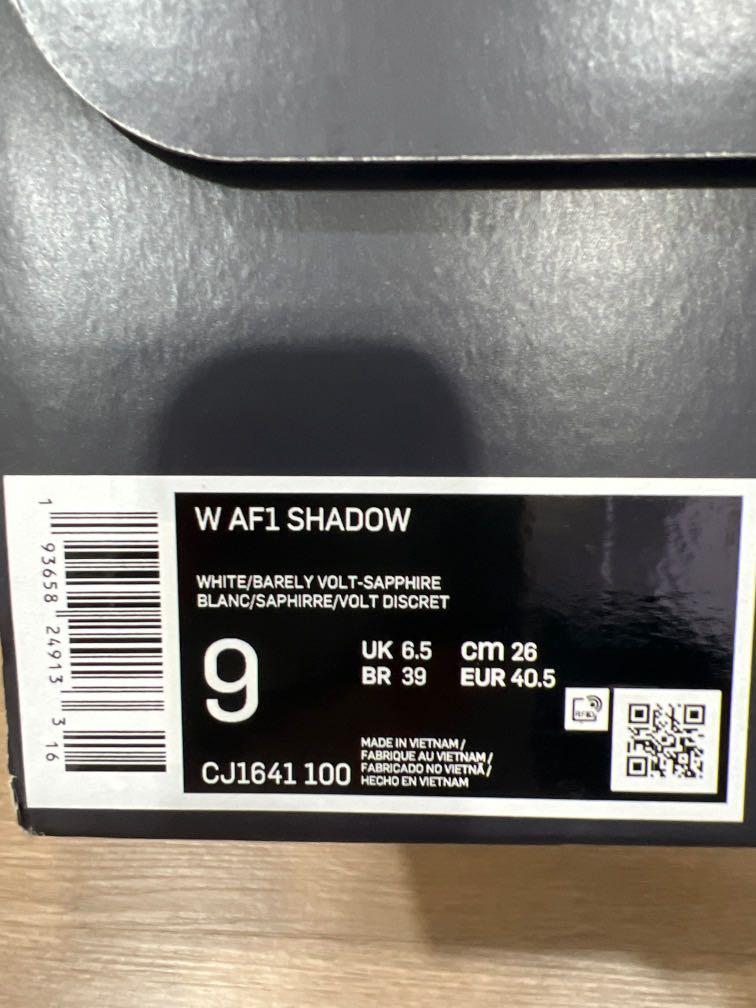 W AF1 SHADOW
WHITE/BARELY VOLT-SAPPHIRE
BLANC/SAPHIRRE/VOLT DISCRET
9
UK 6.5 cm 26
BR 39 EUR 40.5
CJ1641 100
MADE IN VIETNAM/
FABRIQUE AU VIETNAM/
FABRICADO NO VIETNÃ/
HECHO EN VIETNAM
RFID
1 93658 24913 3 16